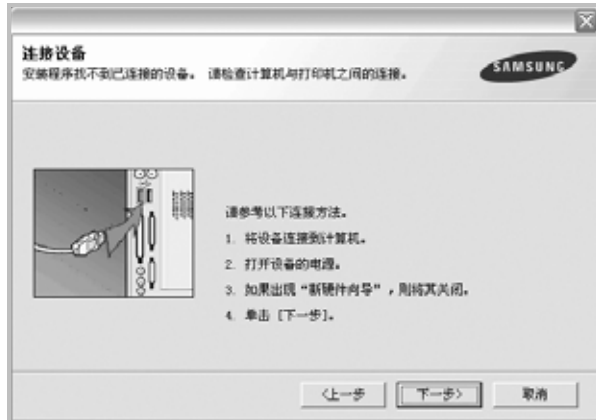 连接设备
安装程序找不到已连接的设备。 请检查计算机与打印机之间的连接。
SAMSUNG
请参考以下连接方法。
1. 将设备连接到计算机。
2. 打开设备的电源。
3. 如果出现“新硬件向导”,则将其关闭。
4. 单击 [下一步]。
<上一步
下一步>
取消